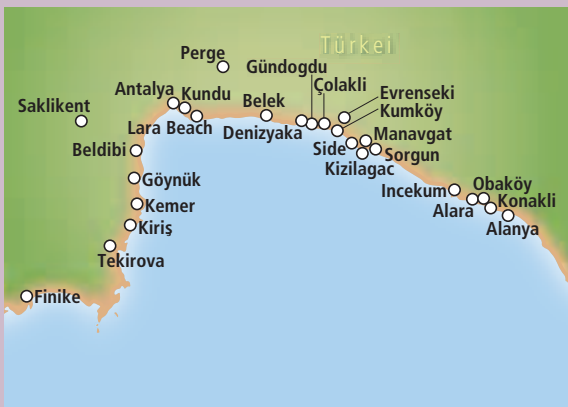 Türkei
Perge
Gündogdu
Çolakli
Antalya
Kundu
Belek
Evrenseki
Saklikent
Kumköy
Lara Beach
Denizyaka
Manavgat
Beldibi
Side
Sorgun
Kizilagac
Göynük
Incekum
Obaköy
Kemer
Konakli
Alara
Kiriş
Alanya
Tekirova
Finike